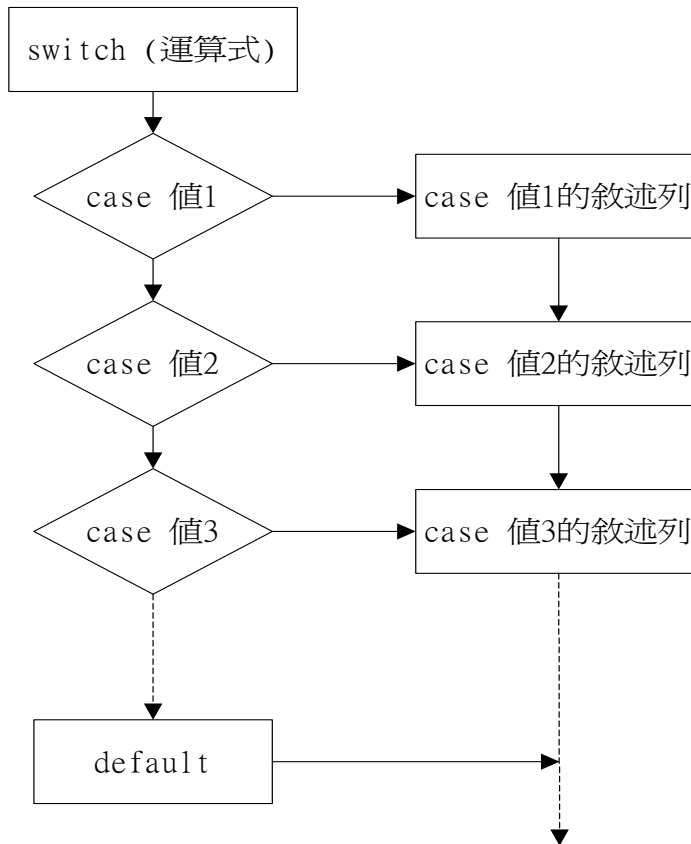 switch (運算式)
case 值1
case 值1的敘述列
case 值2
case 值2的敘述列
case 值3
case 值3的敘述列
default